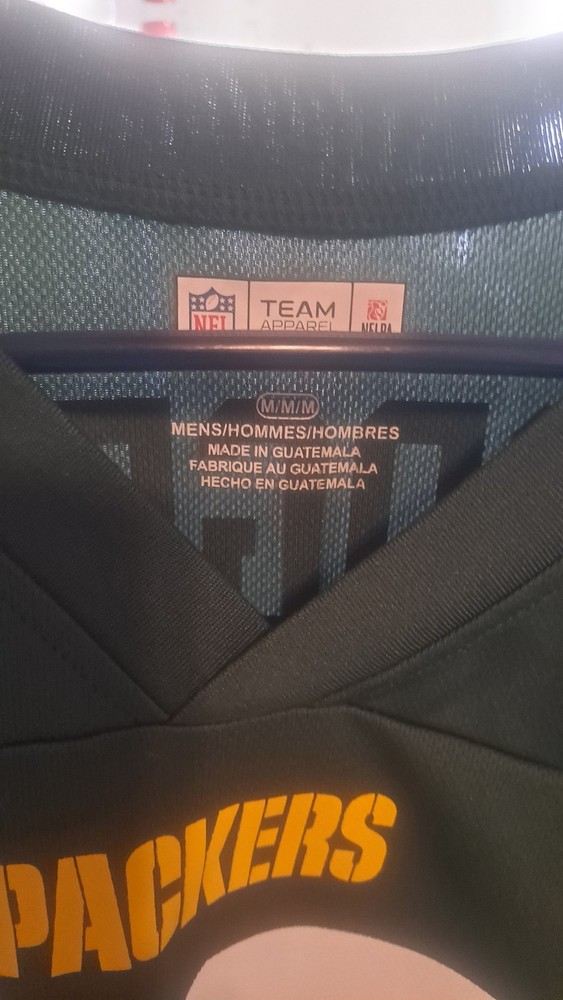 NFL TEAM APPAREL NFLPA
M/M/M
MENS/HOMMES/HOMBRES
MADE IN GUATEMALA
FABRIQUE AU GUATEMALA
HECHO EN GUATEMALA
PACKERS